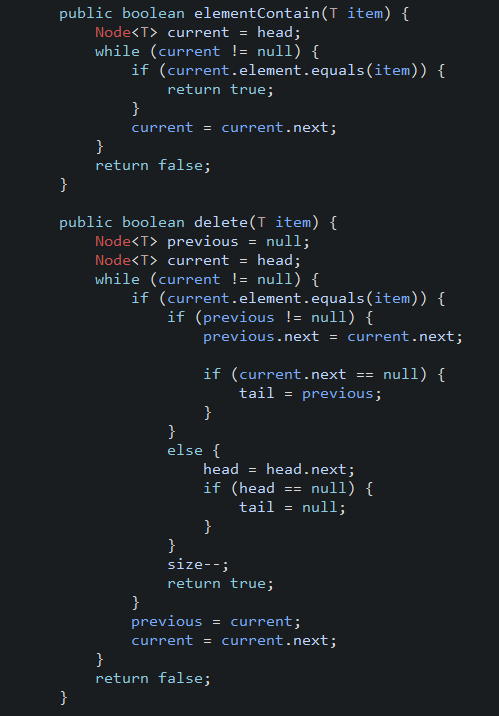 public boolean elementContain(T item) {
    Node<T> current = head;
    while (current != null) {
        if (current.element.equals(item)) {
            return true;
        }
        current = current.next;
    }
    return false;
}

public boolean delete(T item) {
    Node<T> previous = null;
    Node<T> current = head;
    while (current != null) {
        if (current.element.equals(item)) {
            if (previous != null) {
                previous.next = current.next;

                if (current.next == null) {
                    tail = previous;
                }
            }
            else {
                head = head.next;
                if (head == null) {
                    tail = null;
                }
            }
            size--;
            return true;
        }
        previous = current;
        current = current.next;
    }
    return false;
}